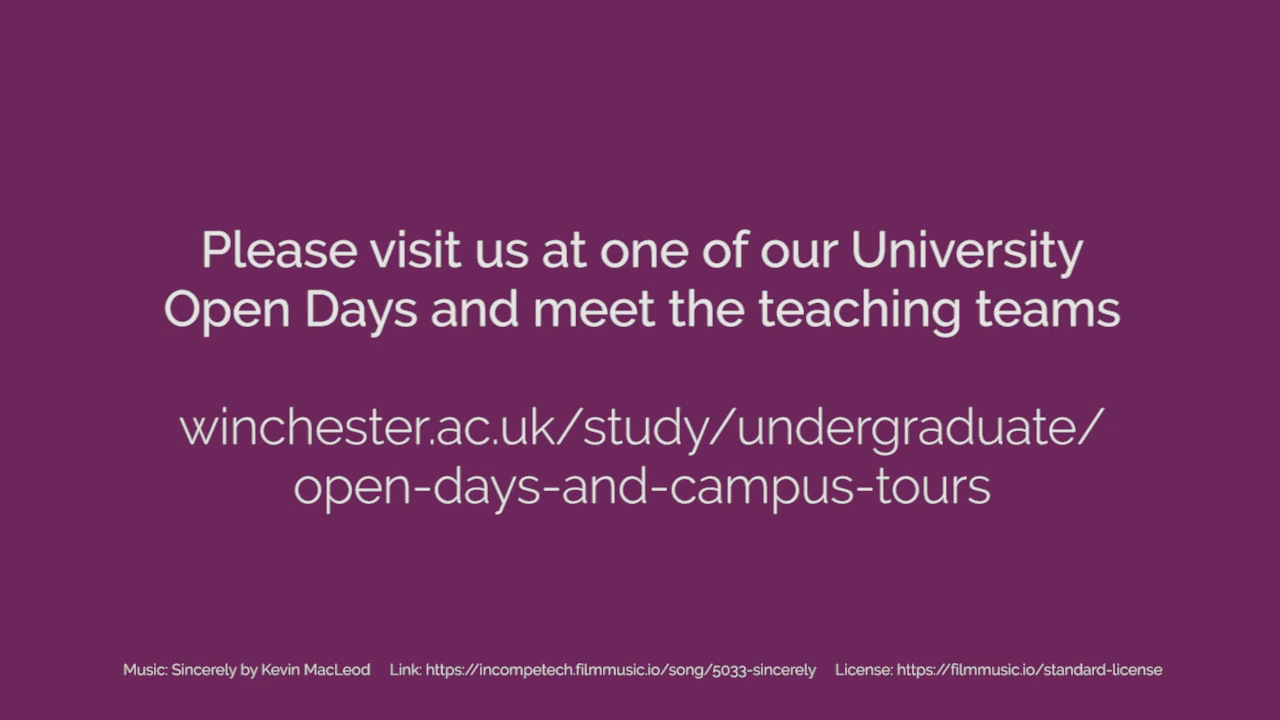 Please visit us at one of our University
Open Days and meet the teaching teams
winchester.ac.uk/study/undergraduate/
open-days-and-campus-tours
Music: Sincerely by Kevin MacLeod Link: https://incompetech.filmmusic.io/song/5033-sincerely License: https://filmmusic.io/standard-license